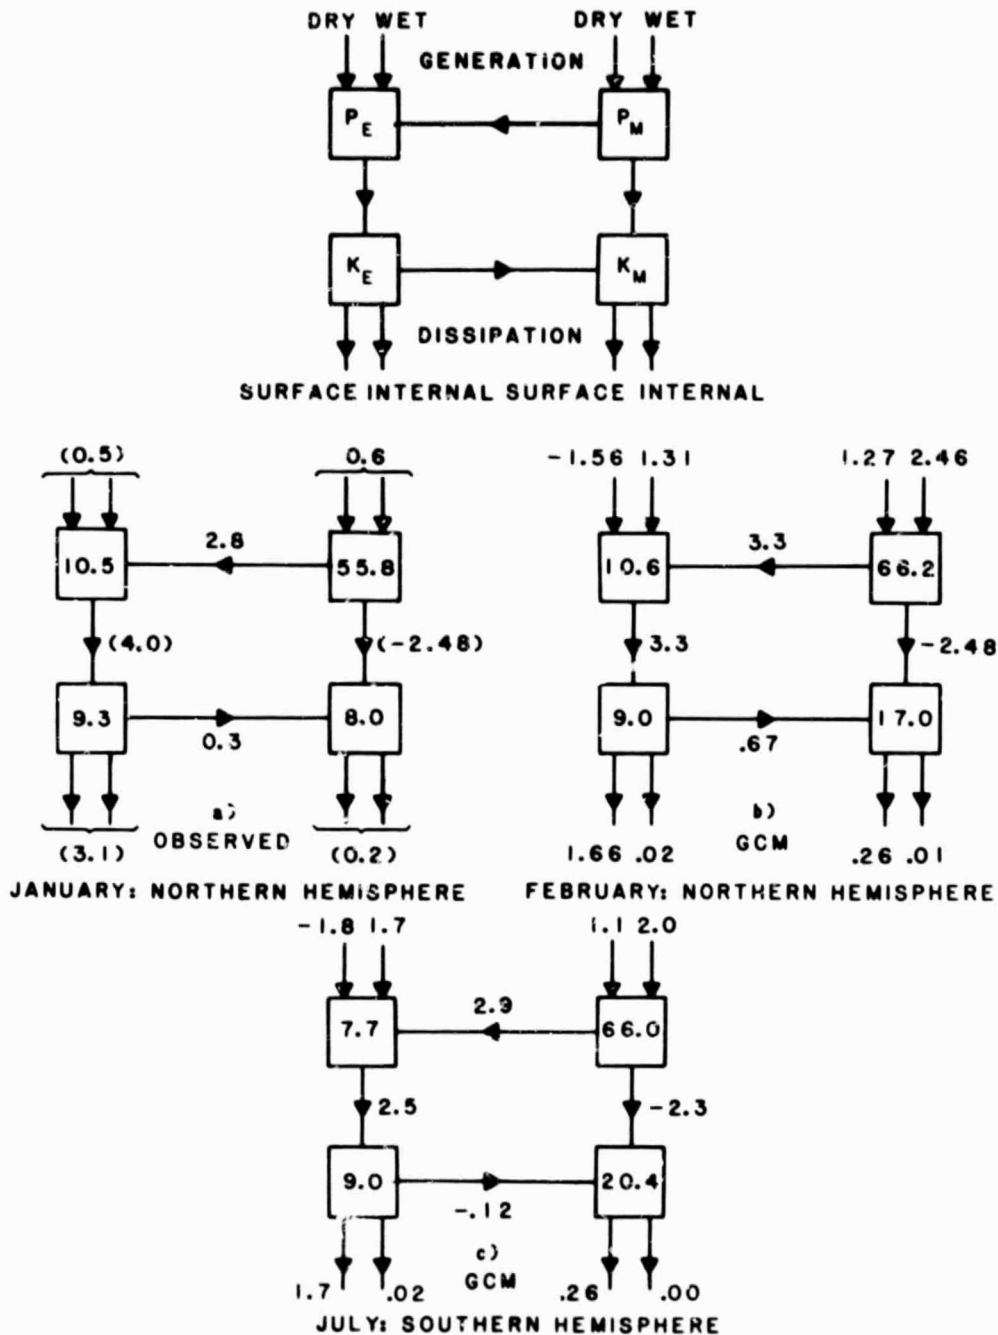 DRY WET DRY WET
GENERATION
P_E P_M
K_E K_M
DISSIPATION
SURFACE INTERNAL SURFACE INTERNAL
(0.5) 0.6
2.8
10.5 55.8
(4.0) (-2.48)
9.3 8.0
0.3
a)
OBSERVED
(3.1) (0.2)
JANUARY: NORTHERN HEMISPHERE
-1.56 1.31 1.27 2.46
3.3
10.6 66.2
3.3 -2.48
9.0 17.0
.67
b)
GCM
1.66 .02 .26 .01
FEBRUARY: NORTHERN HEMISPHERE
-1.8 1.7 1.1 2.0
2.9
7.7 66.0
2.5 -2.3
9.0 20.4
-.12
c)
GCM
1.7 .02 .26 .00
JULY: SOUTHERN HEMISPHERE